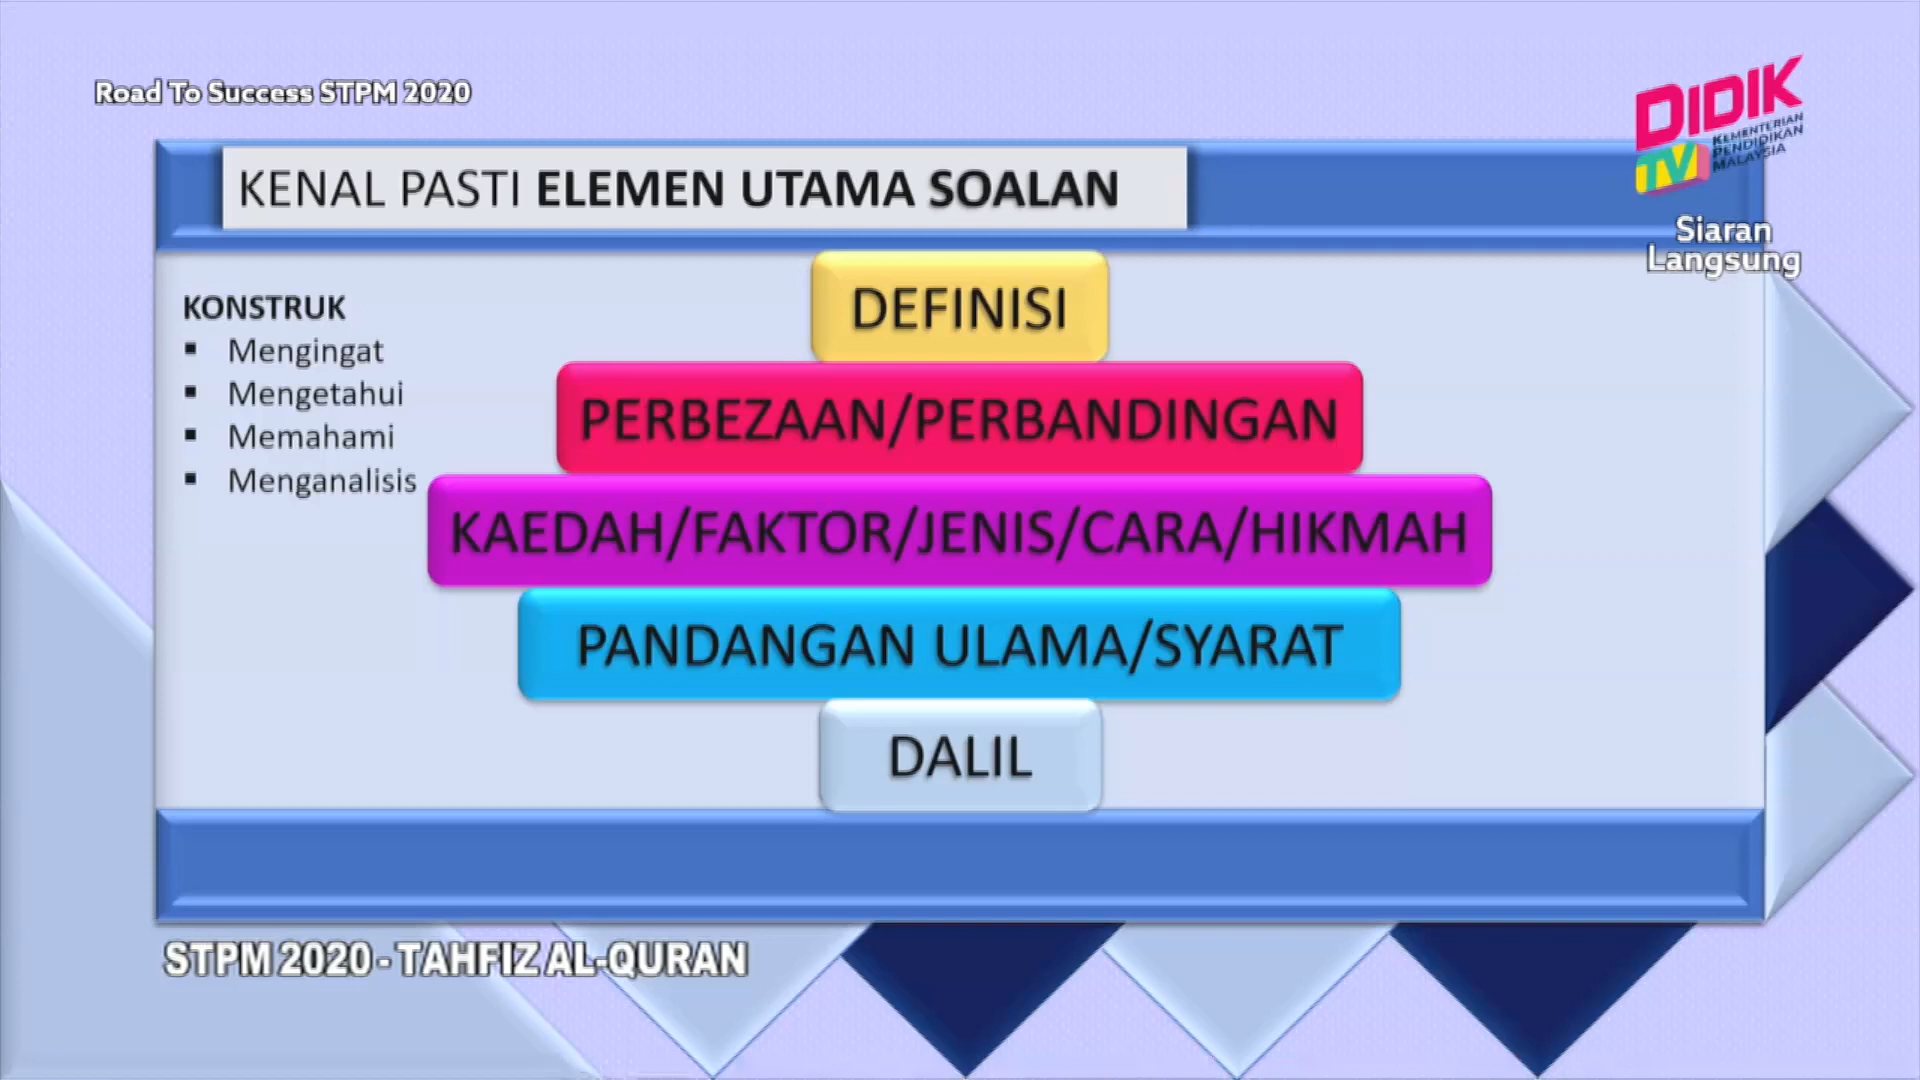 Road To Success STPM 2020
DIDIK
TV
KEMENTERIAN
PENDIDIKAN
MALAYSIA
Siaran
Langsung
KENAL PASTI ELEMEN UTAMA SOALAN
KONSTRUK
▪ Mengingat
▪ Mengetahui
▪ Memahami
▪ Menganalisis
DEFINISI
PERBEZAAN/PERBANDINGAN
KAEDAH/FAKTOR/JENIS/CARA/HIKMAH
PANDANGAN ULAMA/SYARAT
DALIL
STPM 2020 - TAHFIZ AL-QURAN